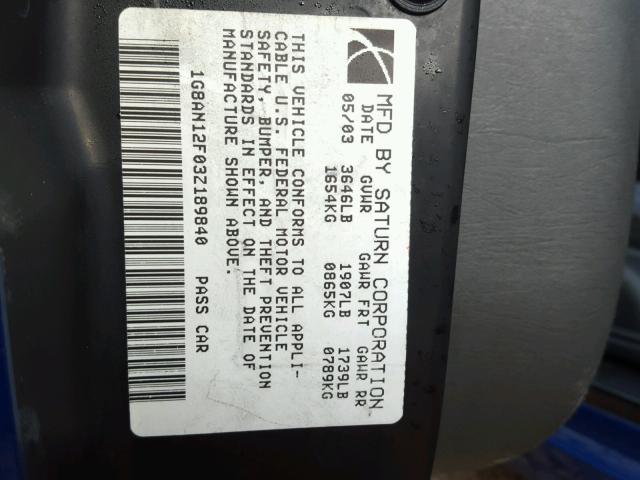 MFD BY SATURN CORPORATION
DATE GVWR GAWR FRT GAWR RR
05/03 3646LB 1907LB 1739LB
1654KG 0865KG 0789KG
THIS VEHICLE CONFORMS TO ALL APPLI-
CABLE U.S. FEDERAL MOTOR VEHICLE
SAFETY, BUMPER, AND THEFT PREVENTION
STANDARDS IN EFFECT ON THE DATE OF
MANUFACTURE SHOWN ABOVE.
1G8AN12F03Z189840 PASS CAR